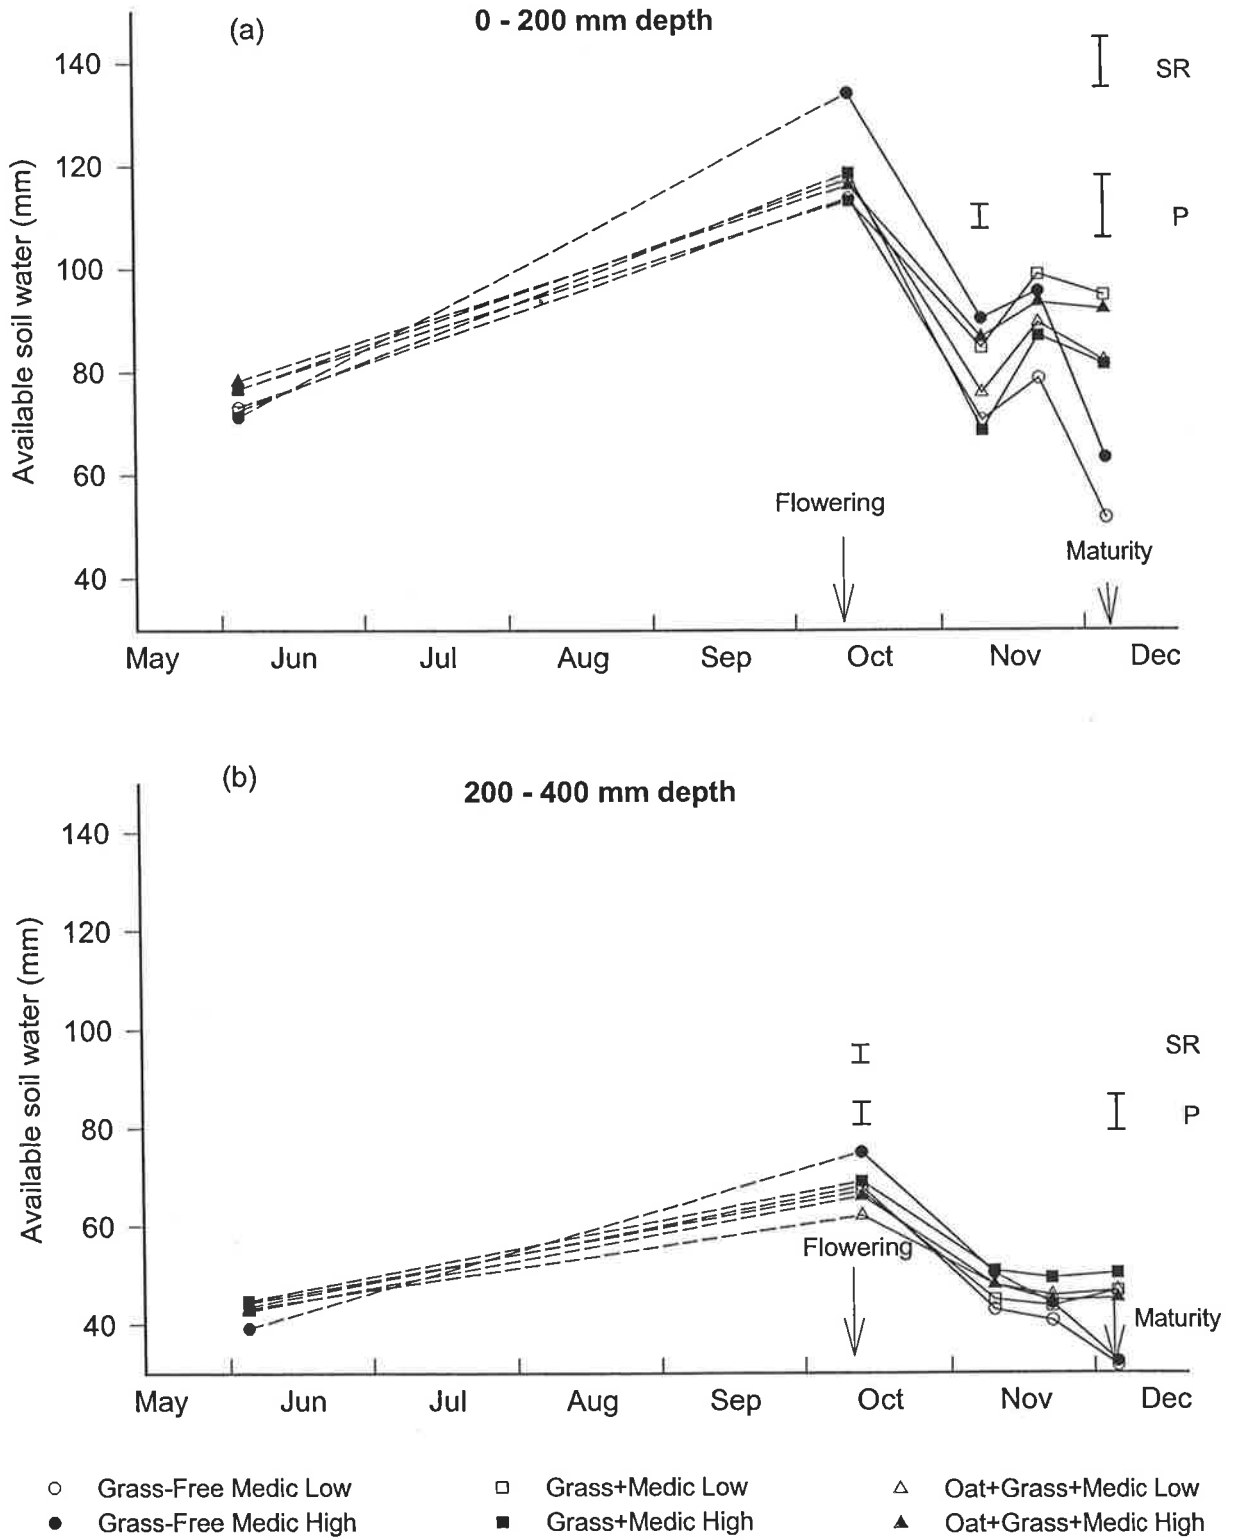 (a)
0 - 200 mm depth
140
120
100
80
60
40
Available soil water (mm)
SR
P
Flowering
Maturity
May Jun Jul Aug Sep Oct Nov Dec
(b)
200 - 400 mm depth
140
120
100
80
60
40
Available soil water (mm)
SR
P
Flowering
Maturity
May Jun Jul Aug Sep Oct Nov Dec
Grass-Free Medic Low Grass+Medic Low Oat+Grass+Medic Low
Grass-Free Medic High Grass+Medic High Oat+Grass+Medic High